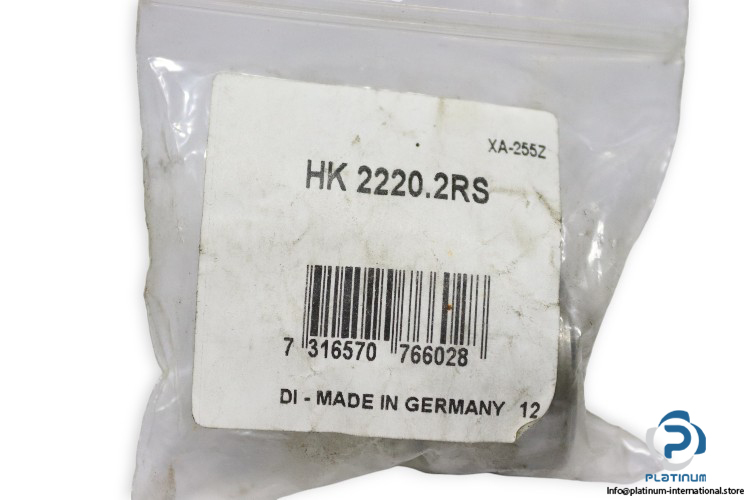 XA-255Z
HK 2220.2RS
7 316570 766028
DI - MADE IN GERMANY 12
PLATINUM
Info@platinum-international.store